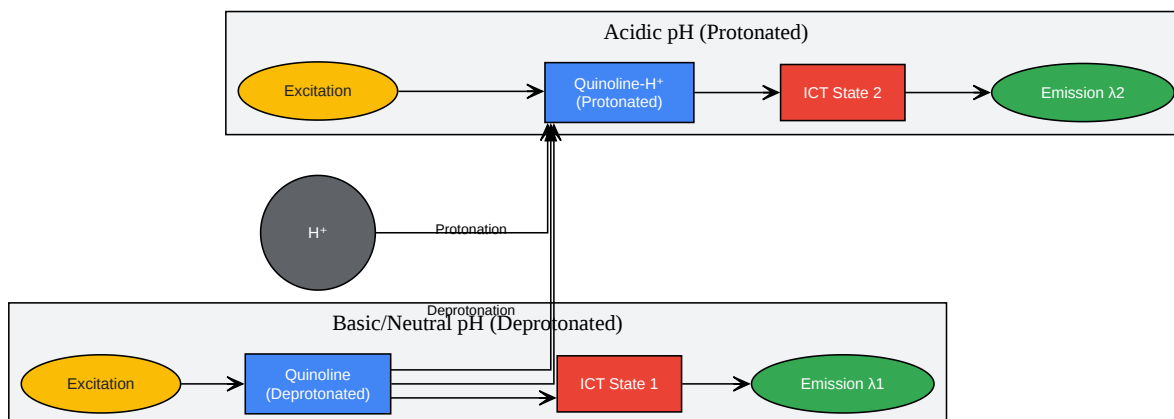 Acidic pH (Protonated)
Excitation
Quinoline-H⁺
(Protonated)
ICT State 2
Emission λ2
H⁺
Protonation
Deprotonation
Basic/Neutral pH (Deprotonated)
Excitation
Quinoline
(Deprotonated)
ICT State 1
Emission λ1